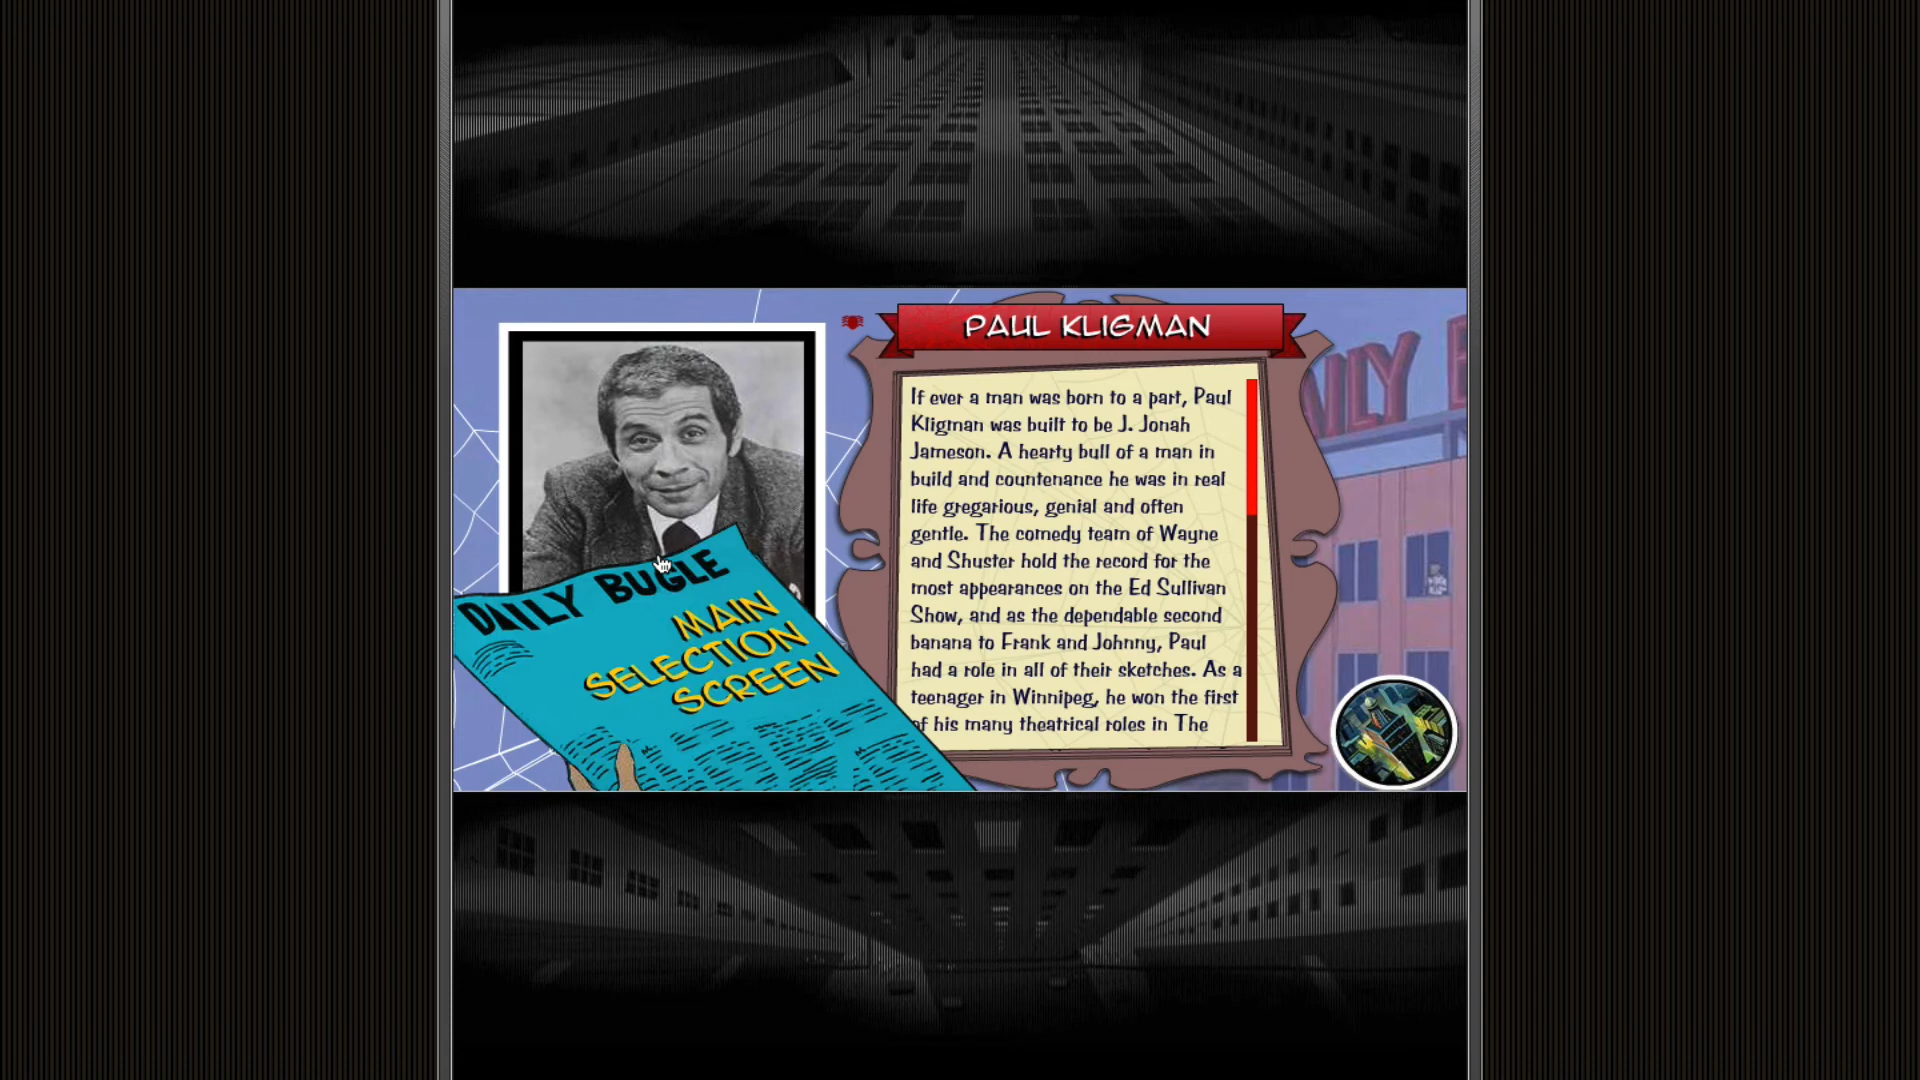 PAUL KLIGMAN
If ever a man was born to a part, Paul
Kligman was built to be J. Jonah
Jameson. A hearty bull of a man in
build and countenance he was in real
life gregarious, genial and often
gentle. The comedy team of Wayne
and Shuster hold the record for the
most appearances on the Ed Sullivan
Show, and as the dependable second
banana to Frank and Johnny, Paul
had a role in all of their sketches. As a
teenager in Winnipeg, he won the first
of his many theatrical roles in The
DAILY BUGLE
MAIN
SELECTION
SCREEN
AILY B